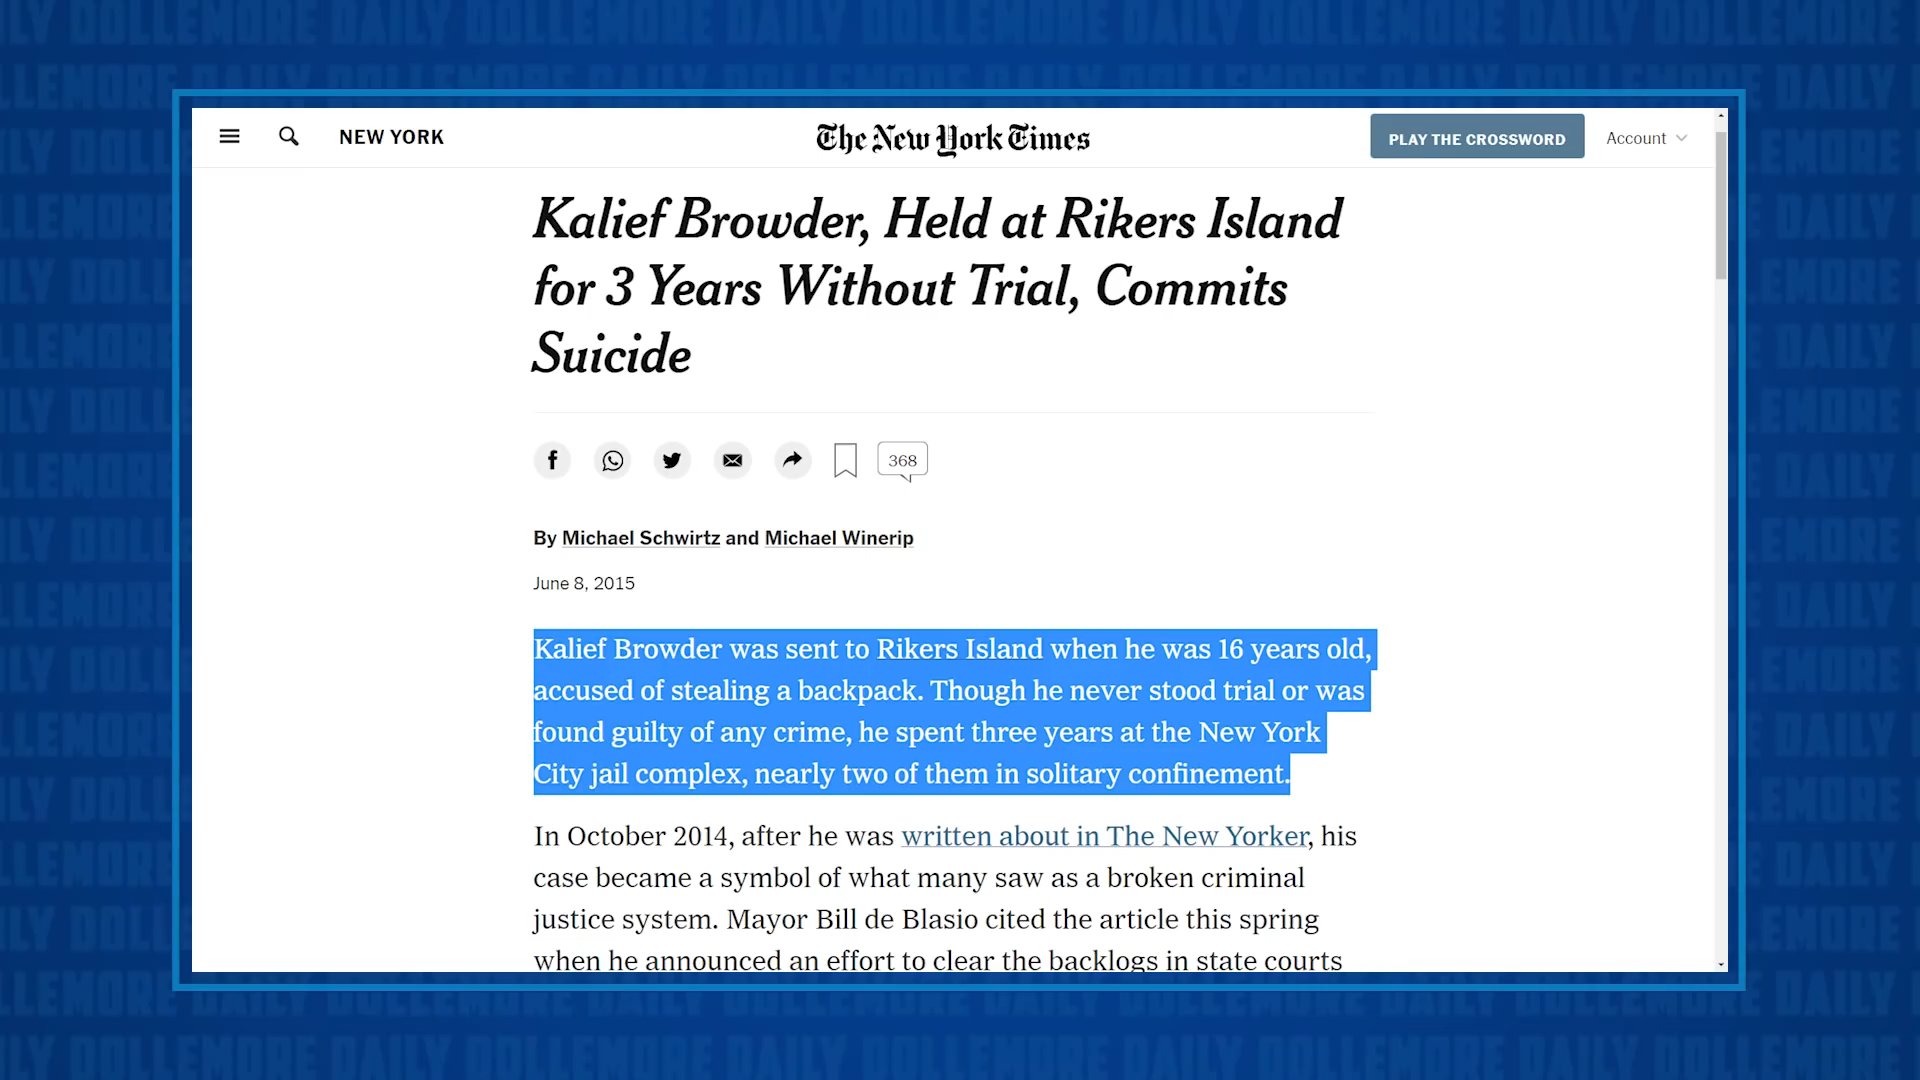 NEW YORK
The New York Times
PLAY THE CROSSWORD
Account
Kalief Browder, Held at Rikers Island
for 3 Years Without Trial, Commits
Suicide
368
By Michael Schwirtz and Michael Winerip
June 8, 2015
Kalief Browder was sent to Rikers Island when he was 16 years old,
accused of stealing a backpack. Though he never stood trial or was
found guilty of any crime, he spent three years at the New York
City jail complex, nearly two of them in solitary confinement.
In October 2014, after he was written about in The New Yorker, his
case became a symbol of what many saw as a broken criminal
justice system. Mayor Bill de Blasio cited the article this spring
when he announced an effort to clear the backlogs in state courts
DAILY DOLLEMORE